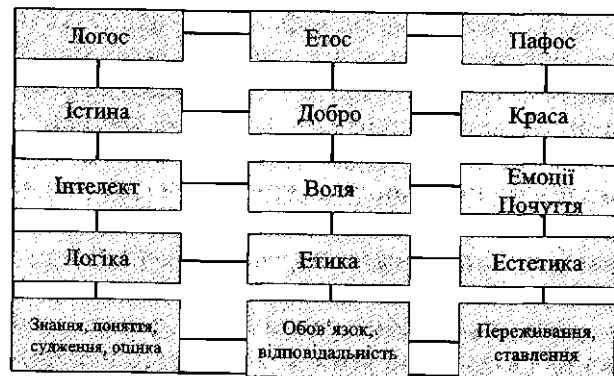 Логос Етос Пафос
Істина Добро Краса
Інтелект Воля Емоції
Почуття
Логіка Етика Естетика
Знання, поняття,
судження, оцінка
Обов'язок,
відповідальність
Переживання,
ставлення